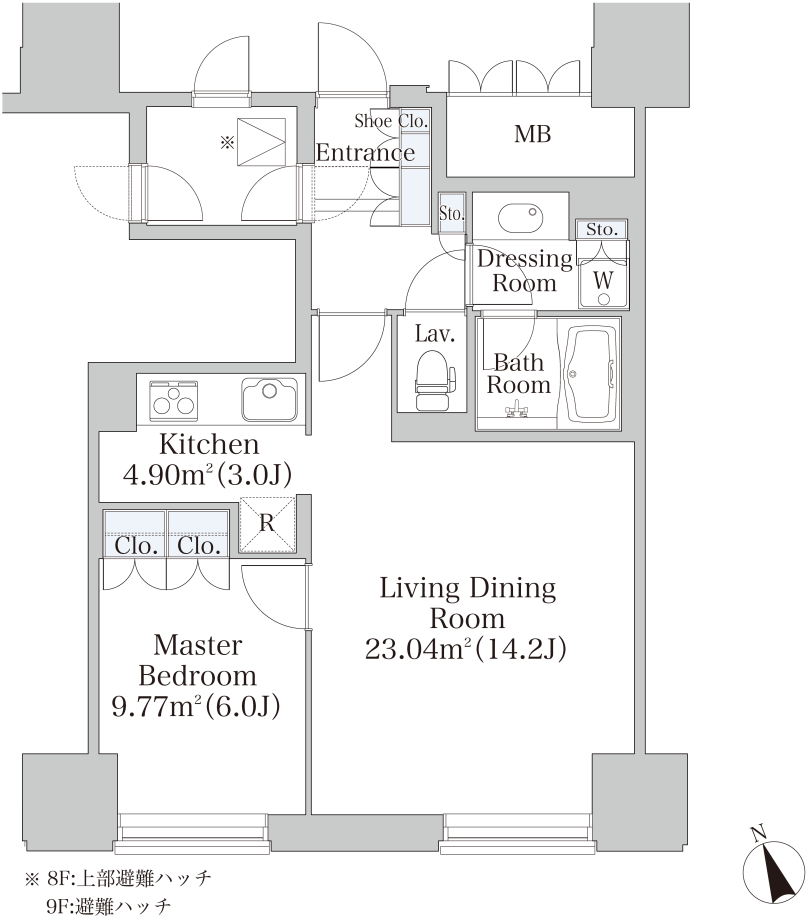 Shoe Clo.
MB
※
Entrance
Sto.
Sto.
Dressing
Room
W
Lav.
Bath
Room
Kitchen
4.90m²(3.0J)
R
Clo.
Clo.
Living Dining
Room
23.04m²(14.2J)
Master
Bedroom
9.77m²(6.0J)
N
※ 8F:上部避難ハッチ
9F:避難ハッチ